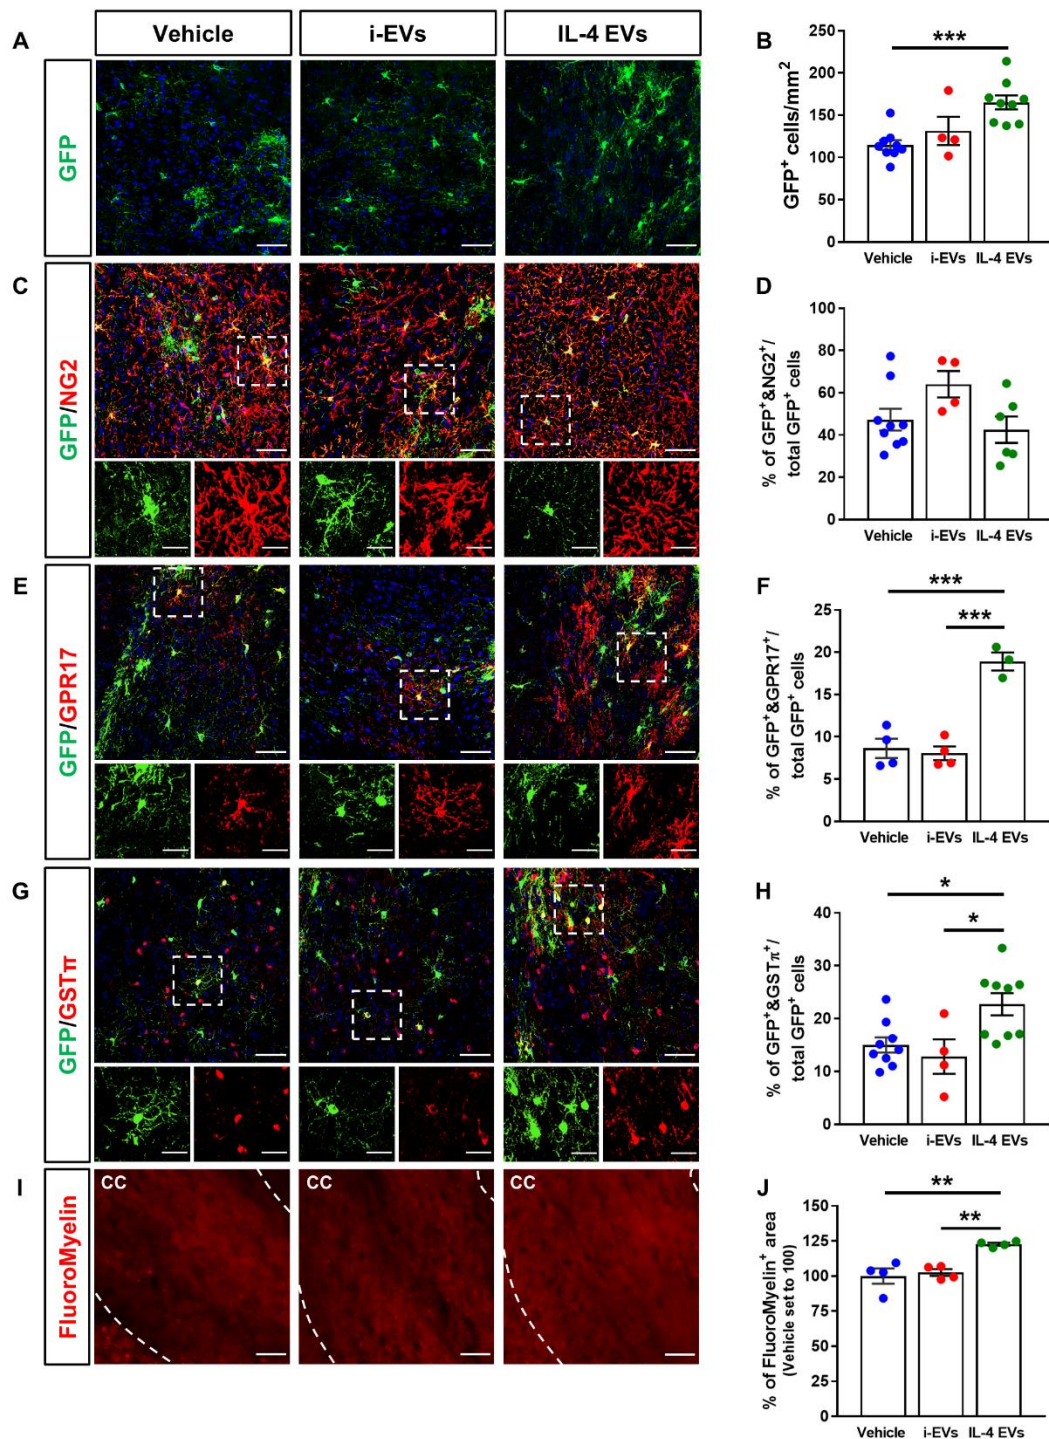 Vehicle
i-EVs
IL-4 EVs
A
GFP
B
***
GFP⁺ cells/mm²
250
200
150
100
50
0
Vehicle i-EVs IL-4 EVs
C
GFP/NG2
D
% of GFP⁺&NG2⁺/
total GFP⁺ cells
100
80
60
40
20
0
Vehicle i-EVs IL-4 EVs
E
GFP/GPR17
F
***
***
% of GFP⁺&GPR17⁺/
total GFP⁺ cells
25
20
15
10
5
0
Vehicle i-EVs IL-4 EVs
G
GFP/GSTπ
H
*
*
% of GFP⁺&GSTπ⁺/
total GFP⁺ cells
40
30
20
10
0
Vehicle i-EVs IL-4 EVs
I
FluoroMyelin
CC
CC
CC
J
**
**
% of FluoroMyelin⁺ area
(Vehicle set to 100)
150
125
100
75
50
25
0
Vehicle i-EVs IL-4 EVs